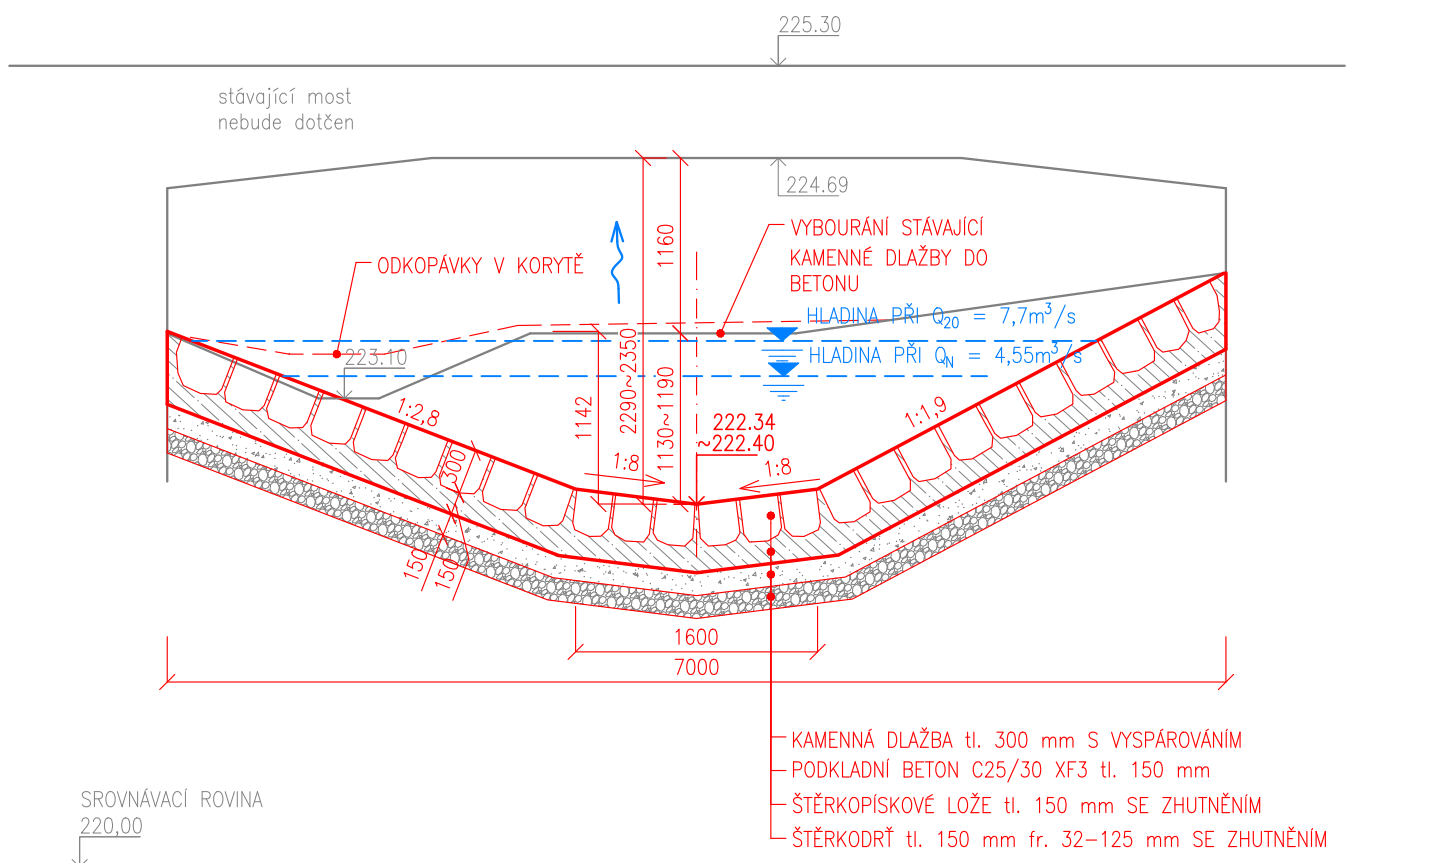 225.30
stávající most
nebude dotčen
224.69
VYBOURÁNÍ STÁVAJÍCÍ
KAMENNÉ DLAŽBY DO
BETONU
ODKOPÁVKY V KORYTĚ
1160
HLADINA PŘI Q20 = 7,7m³/s
HLADINA PŘI QN = 4,55m³/s
223.10
2290~2350
1130~1190
1142
1:2,8
1:1,9
222.34
~222.40
1:8
1:8
300
150
150
1600
7000
KAMENNÁ DLAŽBA tl. 300 mm S VYSPÁROVÁNÍM
PODKLADNÍ BETON C25/30 XF3 tl. 150 mm
ŠTĚRKOPÍSKOVÉ LOŽE tl. 150 mm SE ZHUTNĚNÍM
ŠTĚRKODRŤ tl. 150 mm fr. 32–125 mm SE ZHUTNĚNÍM
SROVNÁVACÍ ROVINA
220,00